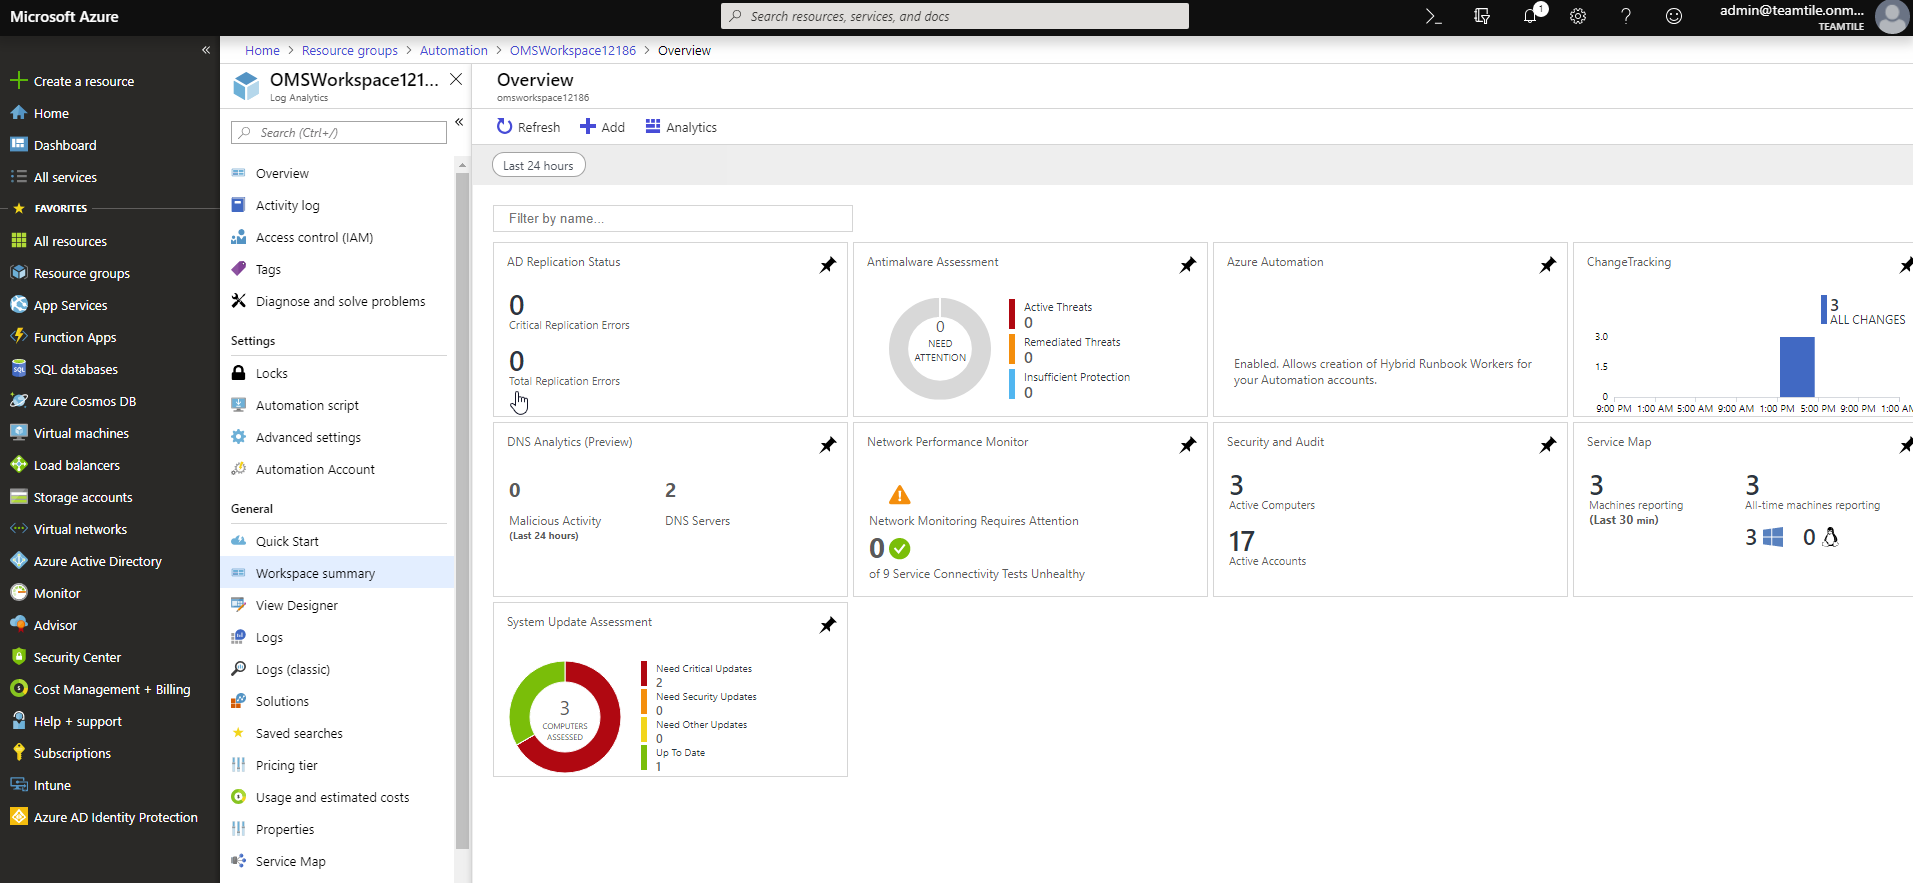 Microsoft Azure
Search resources, services, and docs
1
admin@teamtile.onm...
TEAMTILE
«
Create a resource
Home
Dashboard
All services
FAVORITES
All resources
Resource groups
App Services
Function Apps
SQL databases
Azure Cosmos DB
Virtual machines
Load balancers
Storage accounts
Virtual networks
Azure Active Directory
Monitor
Advisor
Security Center
Cost Management + Billing
Help + support
Subscriptions
Intune
Azure AD Identity Protection
Home > Resource groups > Automation > OMSWorkspace12186 > Overview
OMSWorkspace121...
Log Analytics
Search (Ctrl+/)
«
Overview
Activity log
Access control (IAM)
Tags
Diagnose and solve problems
Settings
Locks
Automation script
Advanced settings
Automation Account
General
Quick Start
Workspace summary
View Designer
Logs
Logs (classic)
Solutions
Saved searches
Pricing tier
Usage and estimated costs
Properties
Service Map
Overview
omsworkspace12186
Refresh
Add
Analytics
Last 24 hours
Filter by name...
AD Replication Status
0
Critical Replication Errors
0
Total Replication Errors
Antimalware Assessment
0
NEED
ATTENTION
Active Threats
0
Remediated Threats
0
Insufficient Protection
0
Azure Automation
Enabled. Allows creation of Hybrid Runbook Workers for
your Automation accounts.
ChangeTracking
3
ALL CHANGES
3.0
1.5
0
9:00 PM 1:00 AM 5:00 AM 9:00 AM 1:00 PM 5:00 PM 9:00 PM 1:00 AM
DNS Analytics (Preview)
0
Malicious Activity
(Last 24 hours)
2
DNS Servers
Network Performance Monitor
Network Monitoring Requires Attention
0
of 9 Service Connectivity Tests Unhealthy
Security and Audit
3
Active Computers
17
Active Accounts
Service Map
3
Machines reporting
(Last 30 min)
3
All-time machines reporting
3 0
System Update Assessment
3
COMPUTERS
ASSESSED
Need Critical Updates
2
Need Security Updates
0
Need Other Updates
0
Up To Date
1